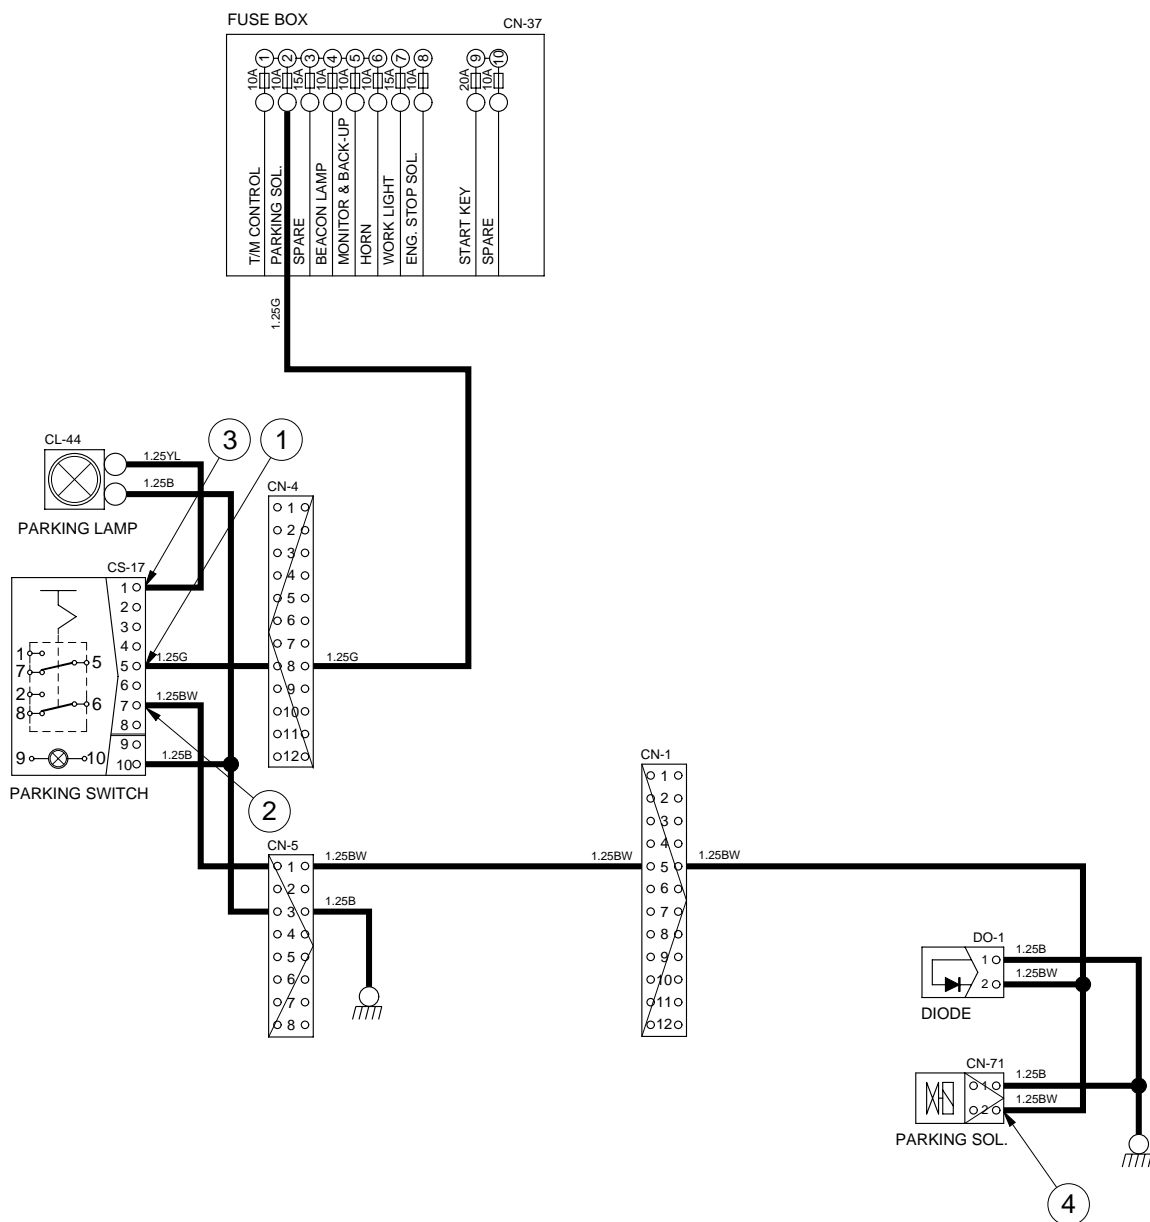 FUSE BOX
CN-37
1 2 3 4 5 6 7 8 9 10
10A 10A 15A 10A 10A 10A 15A 10A 20A 10A
T/M CONTROL
PARKING SOL.
SPARE
BEACON LAMP
MONITOR & BACK-UP
HORN
WORK LIGHT
ENG. STOP SOL.
START KEY
SPARE
1.25G
3 1
CL-44
1.25YL
1.25B
PARKING LAMP
CN-4
1
2
3
4
5
6
7
8
9
10
11
12
1.25G
1.25G
CS-17
1
2
3
4
5
6
7
8
9
10
1
7 5
2
8 6
9 10
1.25BW
1.25B
PARKING SWITCH
2
CN-5
1
2
3
4
5
6
7
8
1.25BW
1.25B
CN-1
1
2
3
4
5
6
7
8
9
10
11
12
1.25BW
1.25BW
DO-1
1
2
1.25B
1.25BW
DIODE
CN-71
1
2
1.25B
1.25BW
PARKING SOL.
4